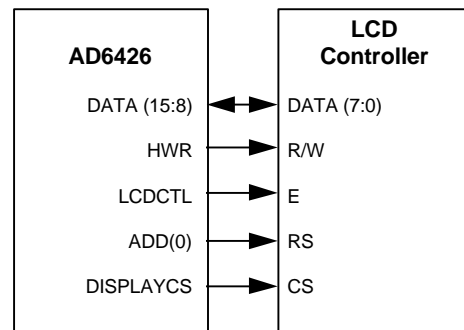 AD6426
LCD
Controller
DATA (15:8) DATA (7:0)
HWR R/W
LCDCTL E
ADD(0) RS
DISPLAYCS CS